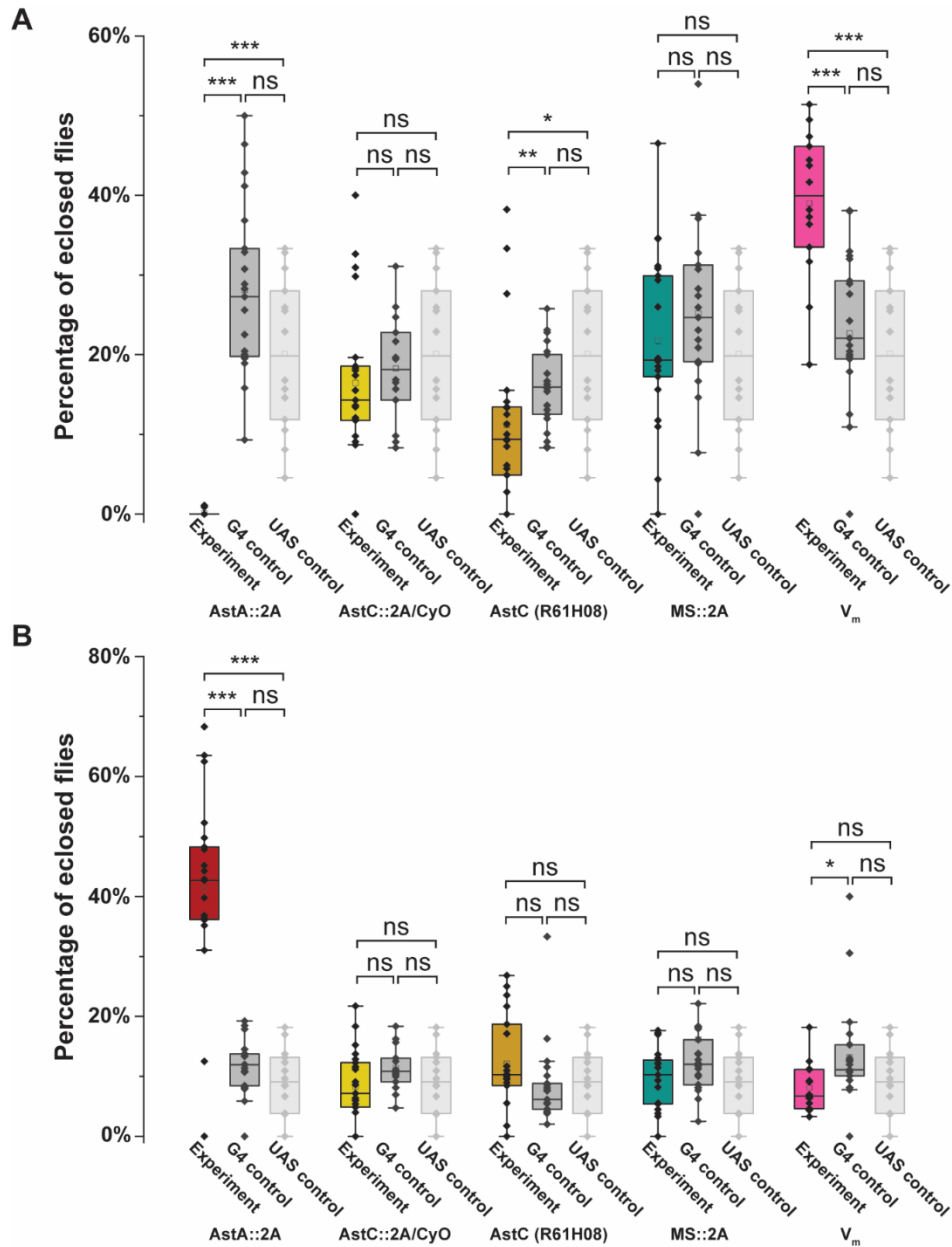 A
Percentage of eclosed flies
60%
40%
20%
0%
***
*** ns
ns
ns ns
*
** ns
ns
ns ns
***
*** ns
Experiment G4 control UAS control Experiment G4 control UAS control Experiment G4 control UAS control Experiment G4 control UAS control Experiment G4 control UAS control
AstA::2A AstC::2A/CyO AstC (R61H08) MS::2A Vm
B
Percentage of eclosed flies
80%
60%
40%
20%
0%
***
*** ns
ns
ns ns
ns
ns ns
ns
ns ns
ns
* ns
Experiment G4 control UAS control Experiment G4 control UAS control Experiment G4 control UAS control Experiment G4 control UAS control Experiment G4 control UAS control
AstA::2A AstC::2A/CyO AstC (R61H08) MS::2A Vm